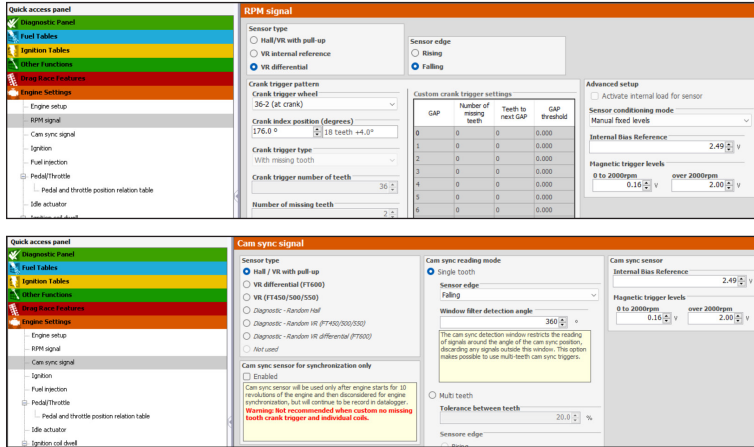 Quick access panel
Diagnostic Panel
Fuel Tables
Ignition Tables
Other Functions
Drag Race Features
Engine Settings
Engine setup
RPM signal
Cam sync signal
Ignition
Fuel injection
Pedal/Throttle
Pedal and throttle position relation table
Idle actuator
Ignition coil dwell
RPM signal
Sensor type
Hall/VR with pull-up
VR internal reference
VR differential
Sensor edge
Rising
Falling
Crank trigger pattern
Crank trigger wheel
36-2 (at crank)
Crank index position (degrees)
176.0 º 18 teeth +4.0°
Crank trigger type
With missing tooth
Crank trigger number of teeth
36
Number of missing teeth
2
Custom crank trigger settings
GAP Number of missing teeth Teeth to next GAP GAP threshold
0 0 0 0.000
1 0 0 0.000
2 0 0 0.000
3 0 0 0.000
4 0 0 0.000
5 0 0 0.000
6 0 0 0.000
Advanced setup
Activate internal load for sensor
Sensor conditioning mode
Manual fixed levels
Internal Bias Reference
2.49 V
Magnetic trigger levels
0 to 2000rpm over 2000rpm
0.16 V 2.00 V
Quick access panel
Diagnostic Panel
Fuel Tables
Ignition Tables
Other Functions
Drag Race Features
Engine Settings
Engine setup
RPM signal
Cam sync signal
Ignition
Fuel injection
Pedal/Throttle
Pedal and throttle position relation table
Idle actuator
Ignition coil dwell
Cam sync signal
Sensor type
Hall / VR with pull-up
VR differential (FT600)
VR (FT450/500/550)
Diagnostic - Random Hall
Diagnostic - Random VR (FT450/500/550)
Diagnostic - Random VR differential (FT600)
Not used
Cam sync sensor for synchronization only
Enabled
Cam sync sensor will be used only after engine starts for 10
revolutions of the engine and then disconsidered for engine
synchronization, but will continue to be record in datalogger.
Warning: Not recommended when custom no missing
tooth crank trigger and individual coils.
Cam sync reading mode
Single tooth
Sensor edge
Falling
Window filter detection angle
360 º
The cam sync detection window restricts the reading
of signals around the angle of the cam sync position,
discarding any signals outside this window. This option
makes possible to use multi-teeth cam sync triggers.
Multi teeth
Tolerance between teeth
20.0 %
Sensore edge
Rising
Cam sync sensor
Internal Bias Reference
2.49 V
Magnetic trigger levels
0 to 2000rpm over 2000rpm
0.16 V 2.00 V